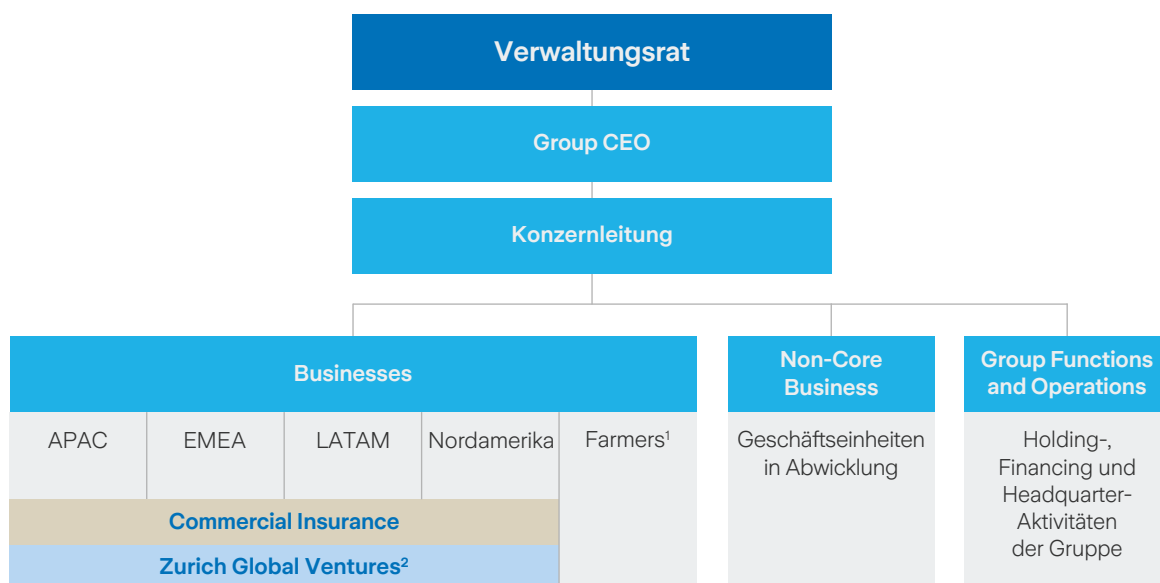 Verwaltungsrat
Group CEO
Konzernleitung
Businesses
APAC
EMEA
LATAM
Nordamerika
Farmers¹
Commercial Insurance
Zurich Global Ventures²
Non-Core
Business
Geschäftseinheiten
in Abwicklung
Group Functions
and Operations
Holding-,
Financing und
Headquarter-
Aktivitäten
der Gruppe